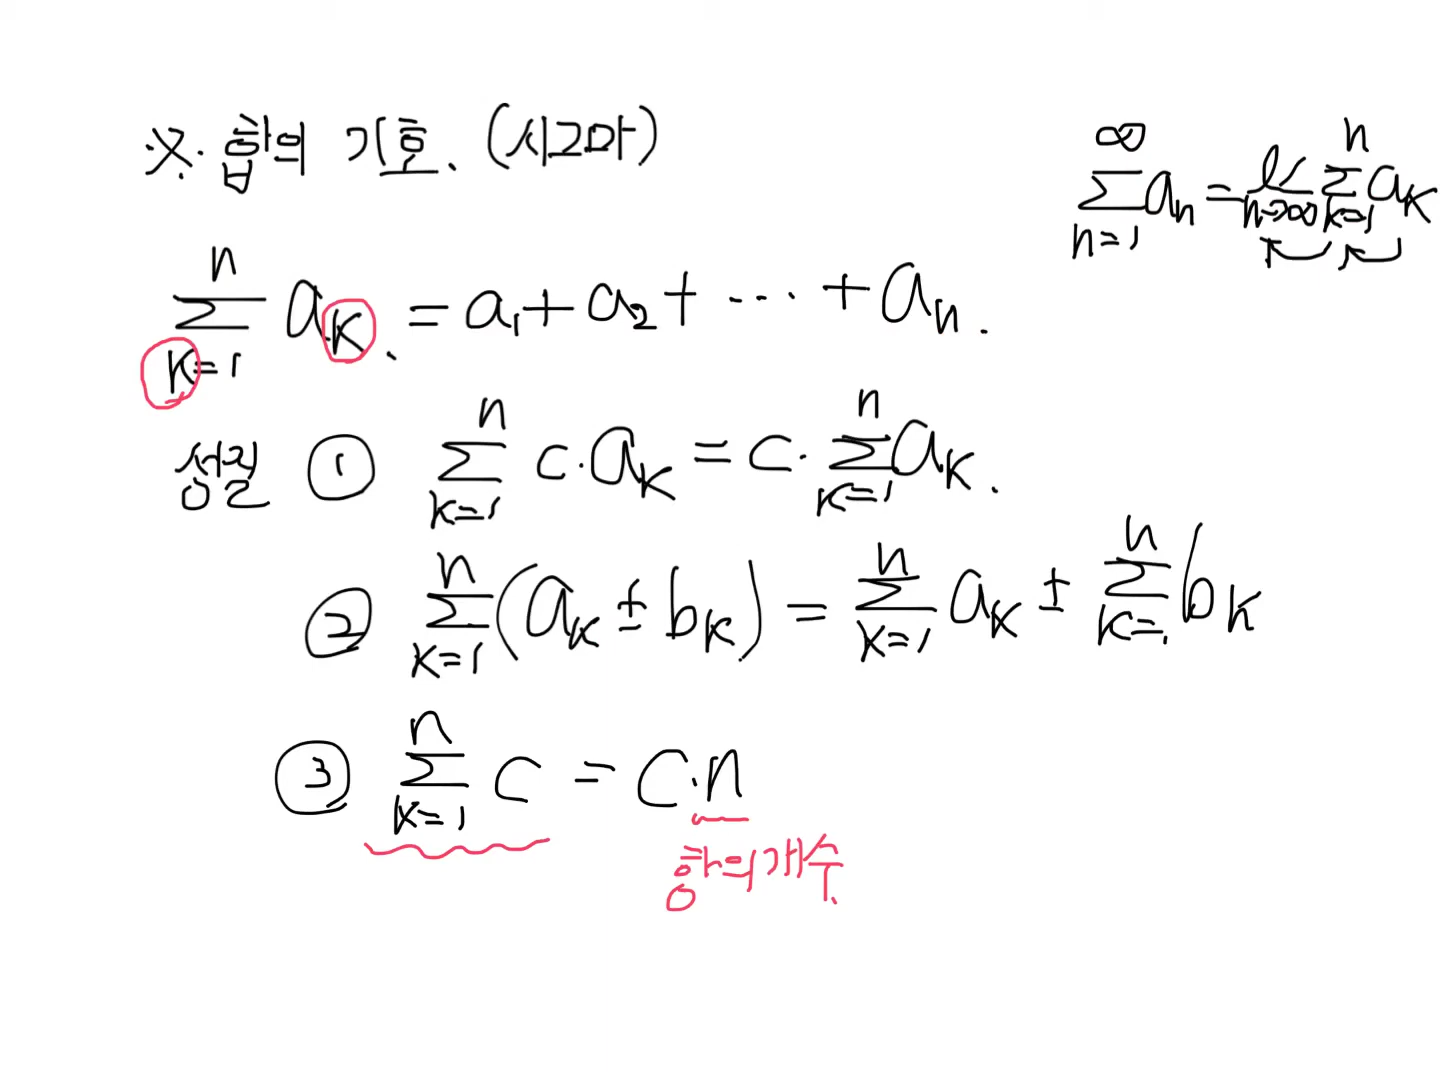 ※. 합의 기호. (시그마)
∑_{n=1}^{∞} a_n = lim_{n→∞} ∑_{k=1}^{n} a_k
∑_{k=1}^{n} a_k. = a_1 + a_2 + ⋯ + a_n.
성질 ① ∑_{k=1}^{n} c·a_k = c·∑_{k=1}^{n} a_k.
② ∑_{k=1}^{n} (a_k ± b_k) = ∑_{k=1}^{n} a_k ± ∑_{k=1}^{n} b_k
③ ∑_{k=1}^{n} c = c·n
항의 개수.